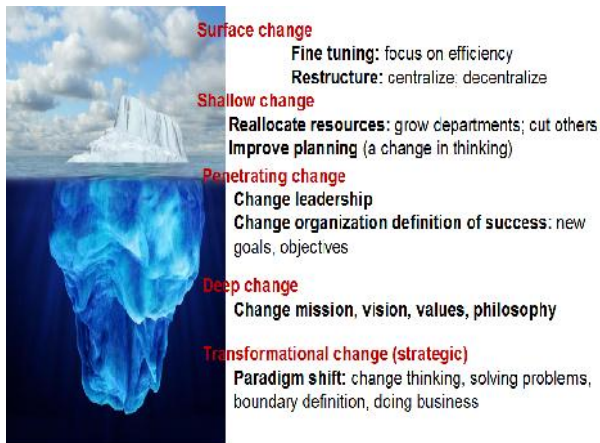 Surface change
Fine tuning: focus on efficiency
Restructure: centralize: decentralize
Shallow change
Reallocate resources: grow departments; cut others
Improve planning (a change in thinking)
Penetrating change
Change leadership
Change organization definition of success: new
goals, objectives
Deep change
Change mission, vision, values, philosophy
Transformational change (strategic)
Paradigm shift: change thinking, solving problems,
boundary definition, doing business